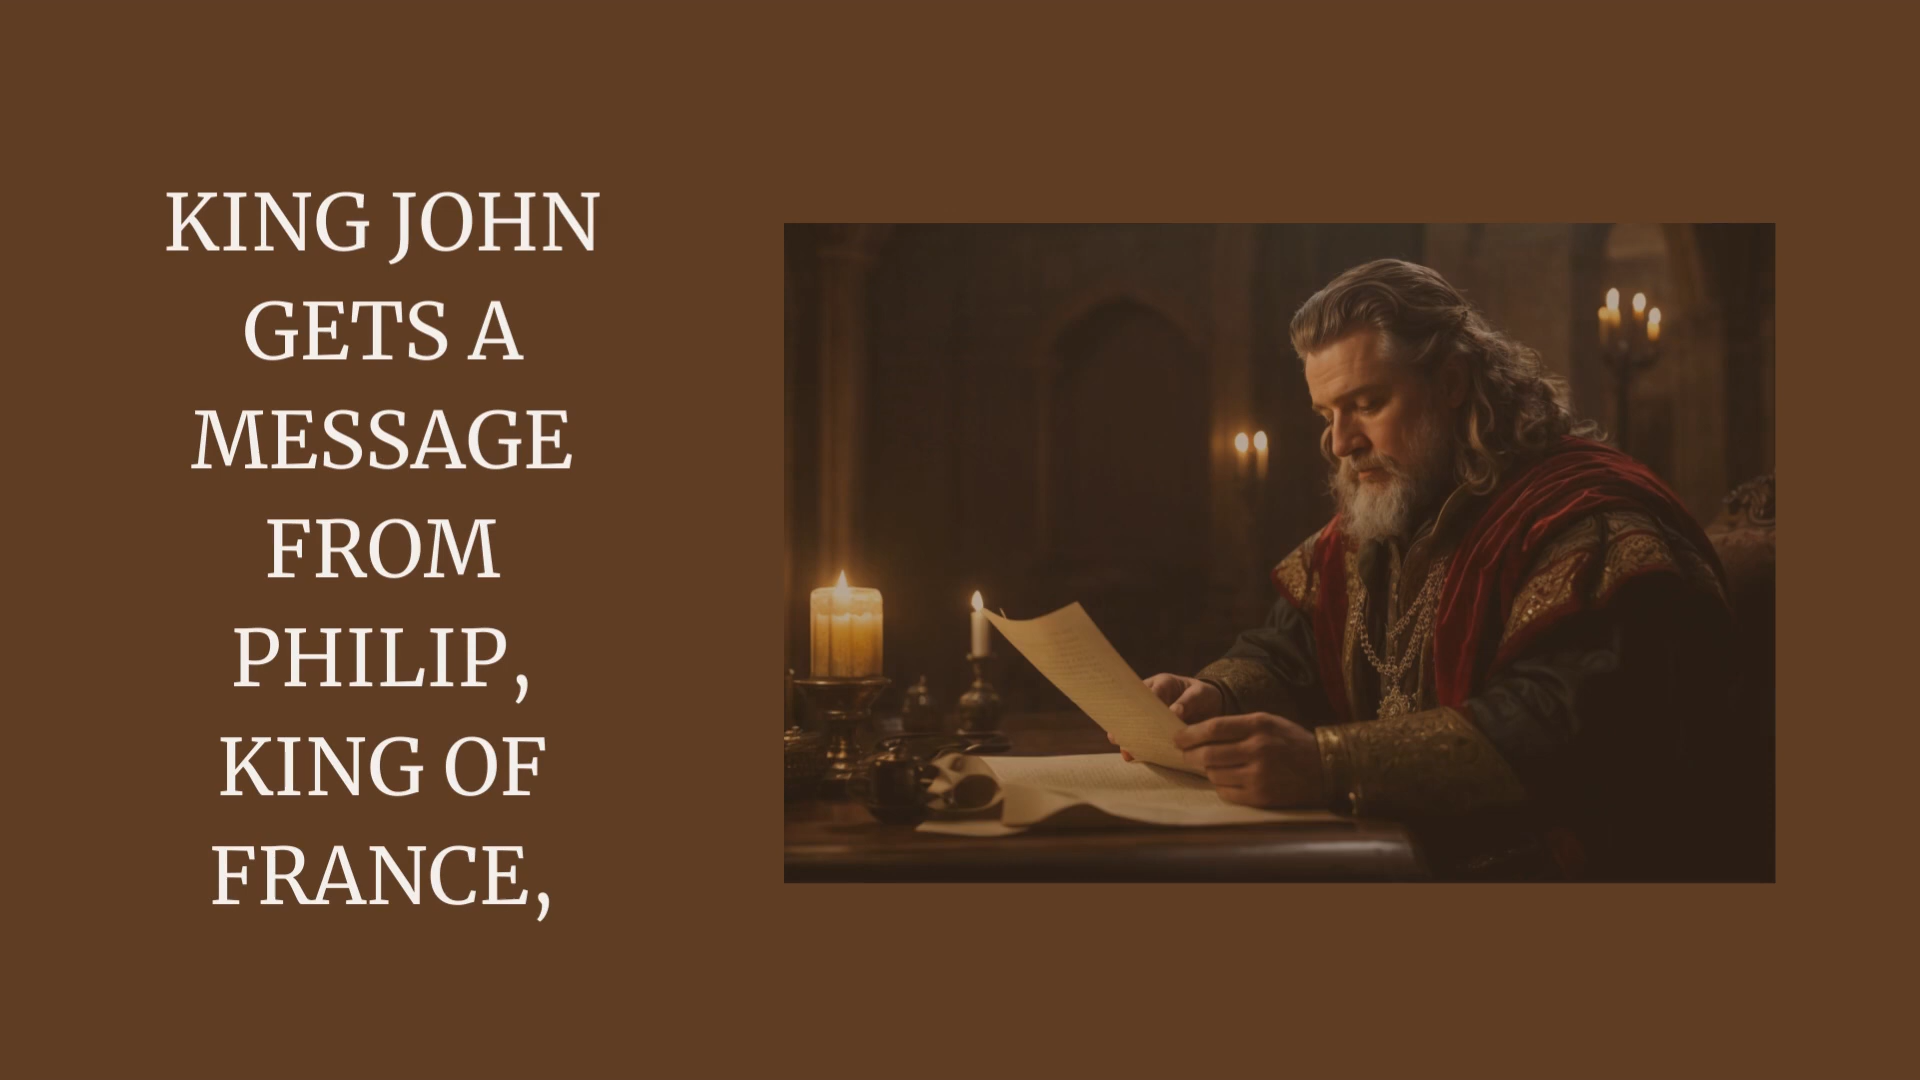 KING JOHN
GETS A
MESSAGE
FROM
PHILIP,
KING OF
FRANCE,